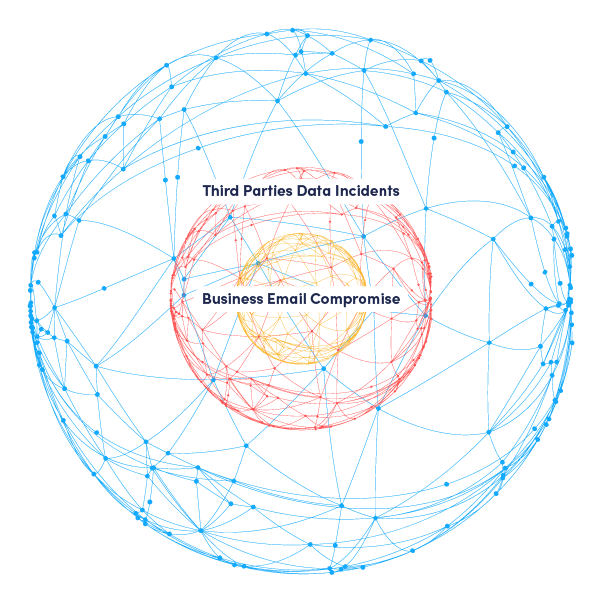 Third Parties Data Incidents
Business Email Compromise